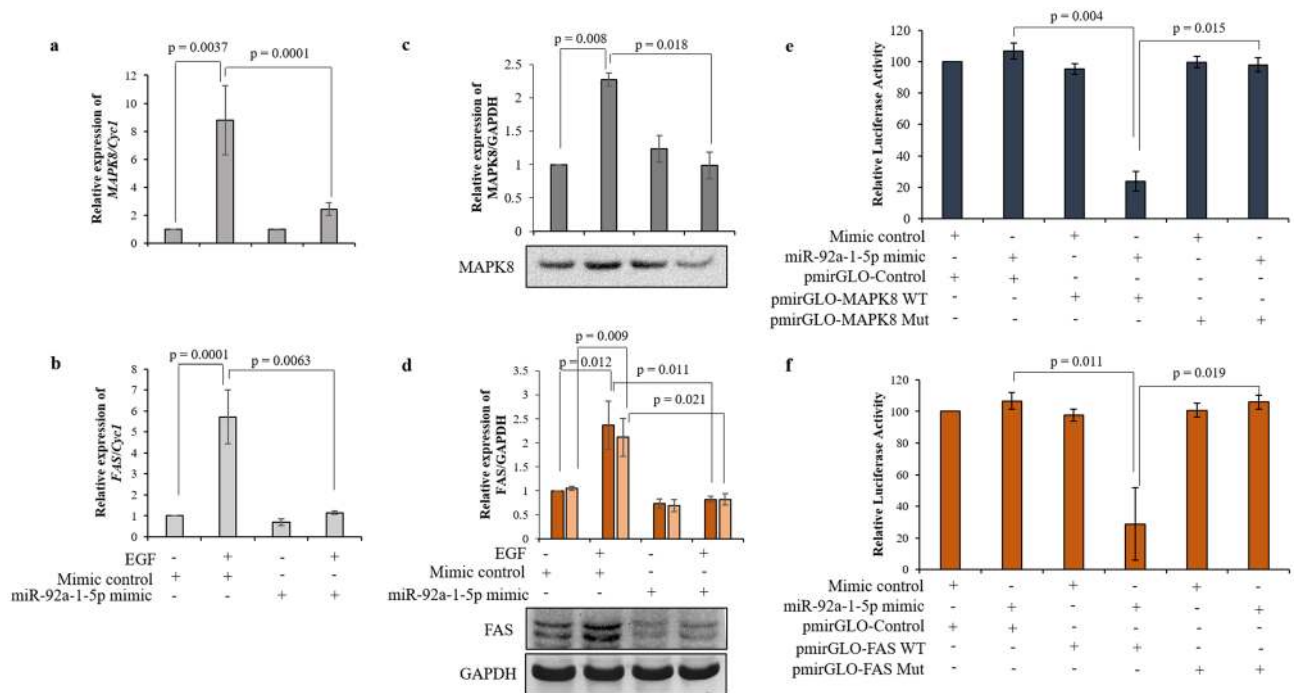 a
p = 0.0037
p = 0.0001
Relative expression of
MAPK8/Cyc1
12
10
8
6
4
2
0
b
p = 0.0001
p = 0.0063
Relative expression of
FAS/Cyc1
8
7
6
5
4
3
2
1
0
EGF - + - +
Mimic control + + - -
miR-92a-1-5p mimic - - + +
c
p = 0.008
p = 0.018
Relative expression of
MAPK8/GAPDH
2.5
2
1.5
1
0.5
0
MAPK8
d
p = 0.009
p = 0.012
p = 0.011
p = 0.021
Relative expression of
FAS/GAPDH
3.5
3
2.5
2
1.5
1
0.5
0
EGF - + - +
Mimic control + + - -
miR-92a-1-5p mimic - - + +
FAS
GAPDH
e
p = 0.004
p = 0.015
Relative Luciferase Activity
120
100
80
60
40
20
0
Mimic control + - + - + -
miR-92a-1-5p mimic - + - + - +
pmirGLO-Control + + - - - -
pmirGLO-MAPK8 WT - - + + - -
pmirGLO-MAPK8 Mut - - - - + +
f
p = 0.011
p = 0.019
Relative Luciferase Activity
120
100
80
60
40
20
0
Mimic control + - + - + -
miR-92a-1-5p mimic - + - + - +
pmirGLO-Control + + - - - -
pmirGLO-FAS WT - - + + - -
pmirGLO-FAS Mut - - - - + +